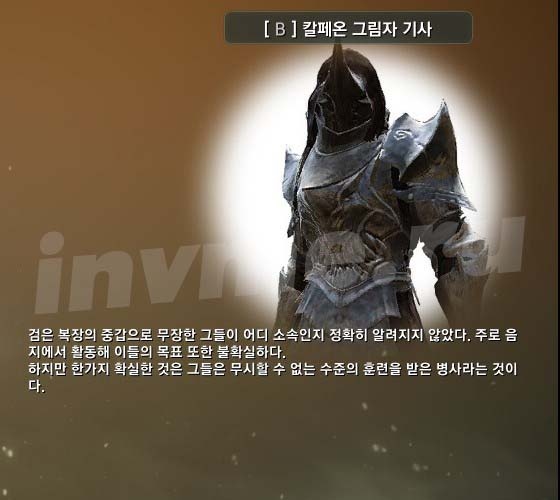 [ B ] 칼페온 그림자 기사
검은 복장의 중갑으로 무장한 그들이 어디 소속인지 정확히 알려지지 않았다. 주로 음
지에서 활동해 이들의 목표 또한 불확실하다.
하지만 한가지 확실한 것은 그들은 무시할 수 없는 수준의 훈련을 받은 병사라는 것이
다.